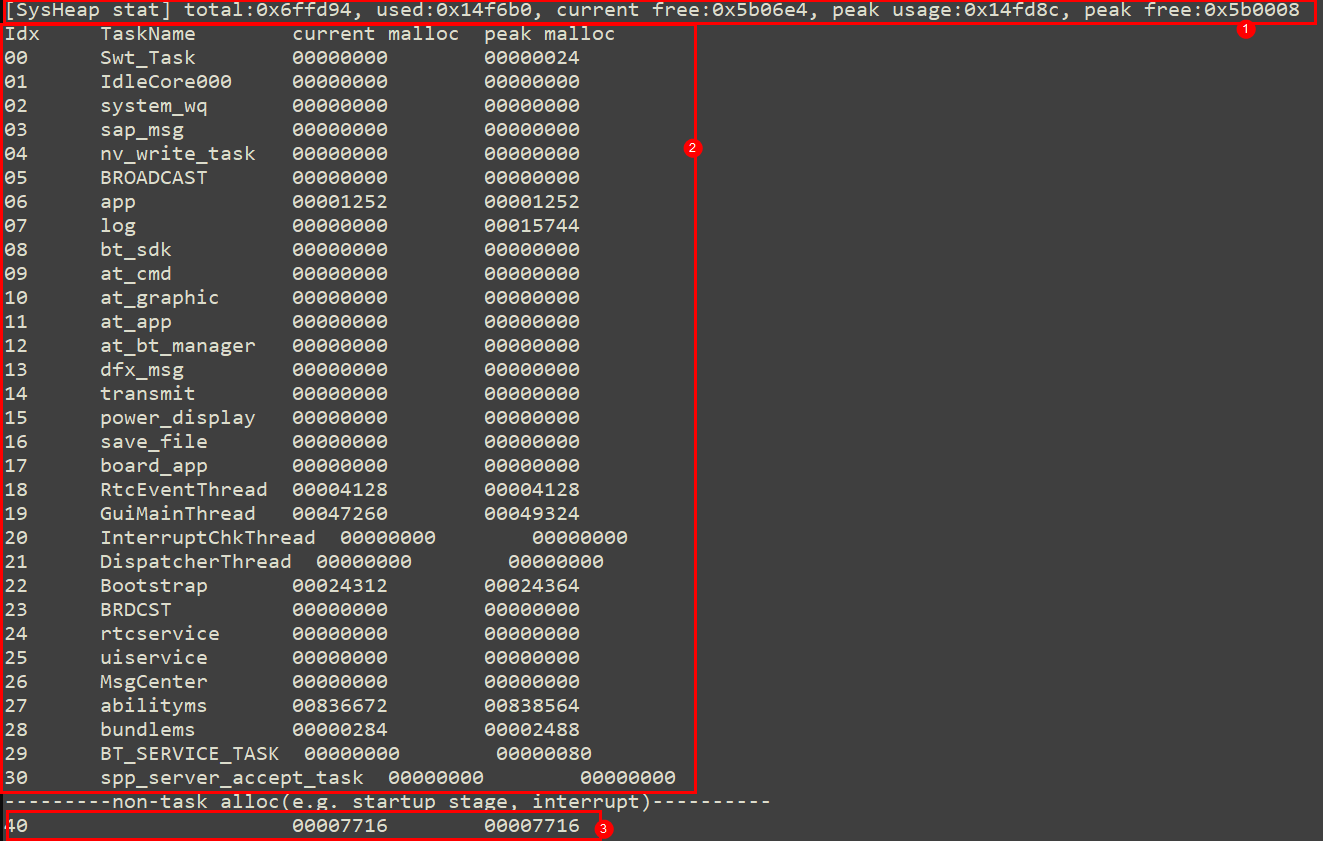 [SysHeap stat] total:0x6ffd94, used:0x14f6b0, current free:0x5b06e4, peak usage:0x14fd8c, peak free:0x5b0008
1
Idx TaskName current malloc peak malloc
00 Swt_Task 00000000 00000024
01 IdleCore000 00000000 00000000
02 system_wq 00000000 00000000
03 sap_msg 00000000 00000000
2
04 nv_write_task 00000000 00000000
05 BROADCAST 00000000 00000000
06 app 00001252 00001252
07 log 00000000 00015744
08 bt_sdk 00000000 00000000
09 at_cmd 00000000 00000000
10 at_graphic 00000000 00000000
11 at_app 00000000 00000000
12 at_bt_manager 00000000 00000000
13 dfx_msg 00000000 00000000
14 transmit 00000000 00000000
15 power_display 00000000 00000000
16 save_file 00000000 00000000
17 board_app 00000000 00000000
18 RtcEventThread 00004128 00004128
19 GuiMainThread 00047260 00049324
20 InterruptChkThread 00000000 00000000
21 DispatcherThread 00000000 00000000
22 Bootstrap 00024312 00024364
23 BRDCST 00000000 00000000
24 rtcservice 00000000 00000000
25 uiservice 00000000 00000000
26 MsgCenter 00000000 00000000
27 abilityms 00836672 00838564
28 bundlems 00000284 00002488
29 BT_SERVICE_TASK 00000000 00000080
30 spp_server_accept_task 00000000 00000000
---------non-task alloc(e.g. startup stage, interrupt)----------
40 00007716 00007716
3